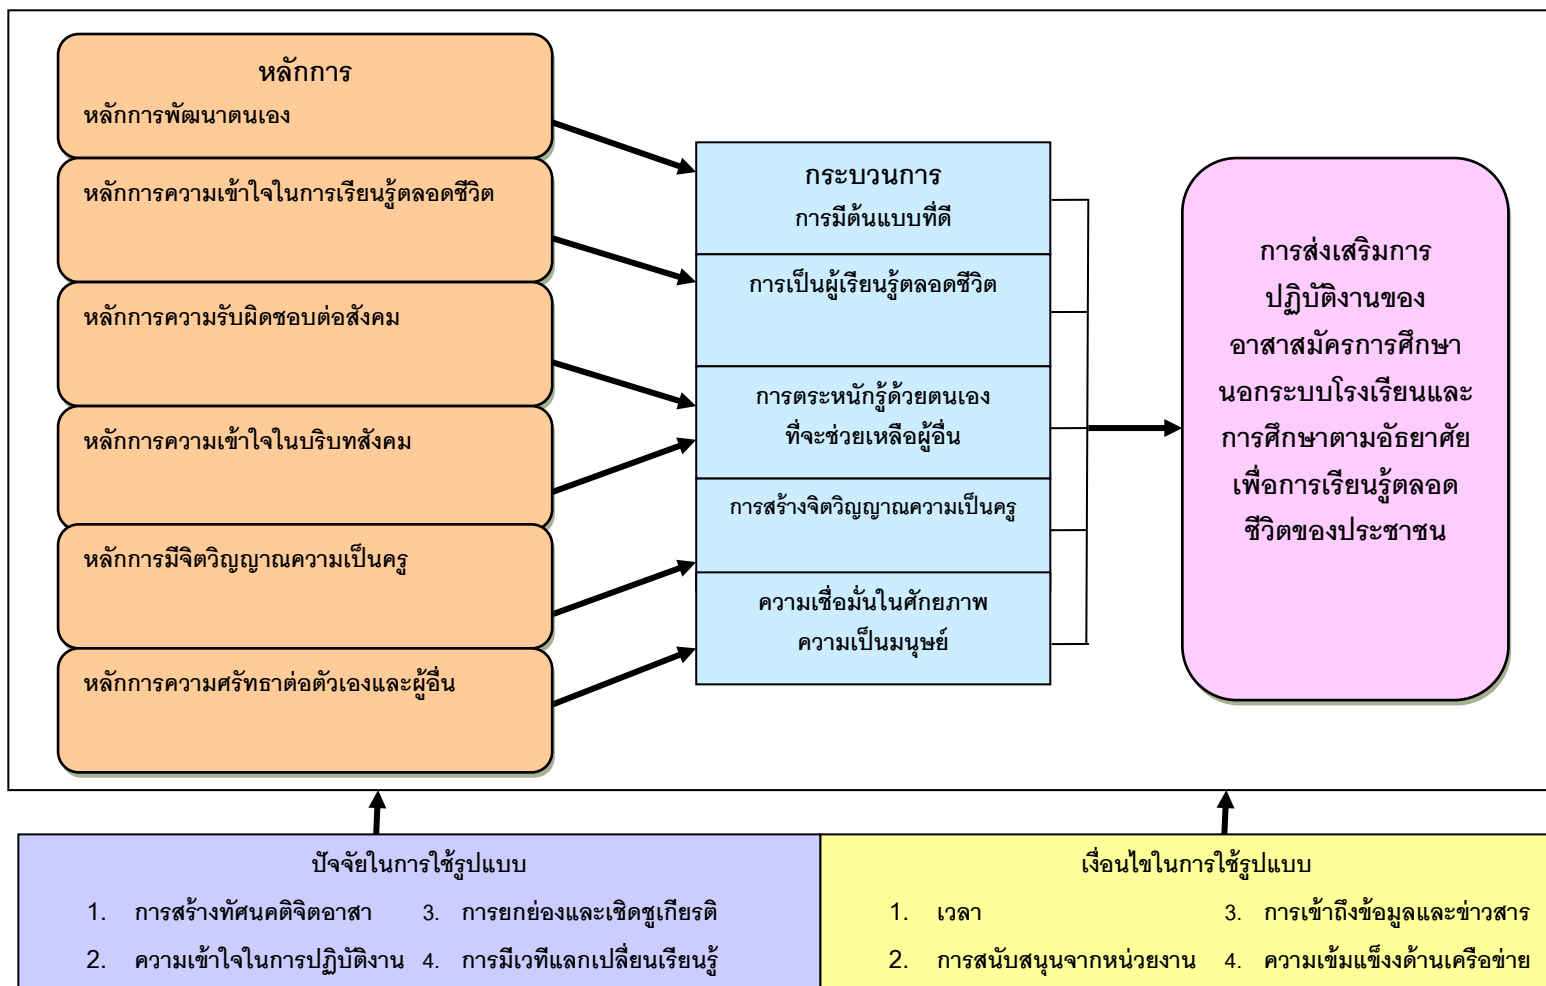 หลักการ
หลักการพัฒนาตนเอง
หลักการความเข้าใจในการเรียนรู้ตลอดชีวิต
หลักการความรับผิดชอบต่อสังคม
หลักการความเข้าใจในบริบทสังคม
หลักการมีจิตวิญญาณความเป็นครู
หลักการความศรัทธาต่อตัวเองและผู้อื่น
กระบวนการ
การมีต้นแบบที่ดี
การเป็นผู้เรียนรู้ตลอดชีวิต
การตระหนักรู้ด้วยตนเอง
ที่จะช่วยเหลือผู้อื่น
การสร้างจิตวิญญาณความเป็นครู
ความเชื่อมั่นในศักยภาพ
ความเป็นมนุษย์
การส่งเสริมการ
ปฏิบัติงานของ
อาสาสมัครการศึกษา
นอกระบบโรงเรียนและ
การศึกษาตามอัธยาศัย
เพื่อการเรียนรู้ตลอด
ชีวิตของประชาชน
ปัจจัยในการใช้รูปแบบ
1. การสร้างทัศนคติจิตอาสา 3. การยกย่องและเชิดชูเกียรติ
2. ความเข้าใจในการปฏิบัติงาน 4. การมีเวทีแลกเปลี่ยนเรียนรู้
เงื่อนไขในการใช้รูปแบบ
1. เวลา 3. การเข้าถึงข้อมูลและข่าวสาร
2. การสนับสนุนจากหน่วยงาน 4. ความเข้มแข็งงด้านเครือข่าย